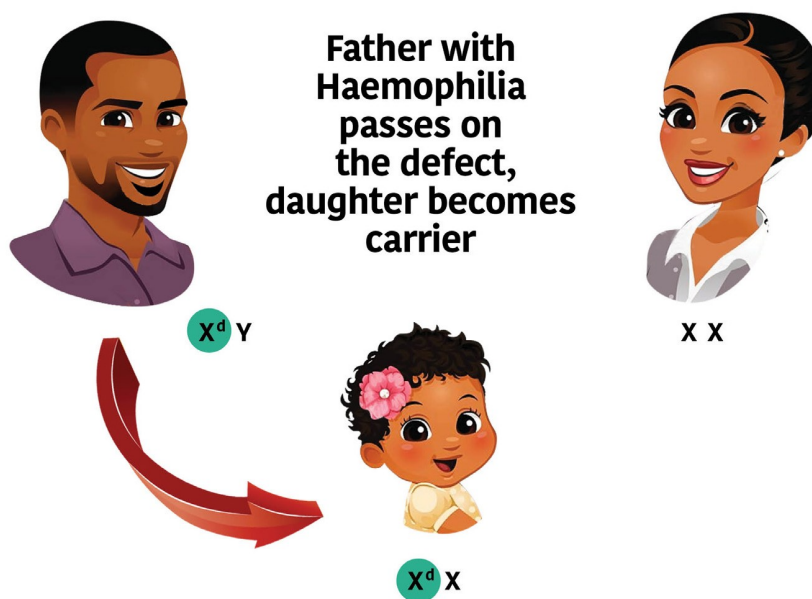 Father with
Haemophilia
passes on
the defect,
daughter becomes
carrier
Xᵈ Y
X X
Xᵈ X